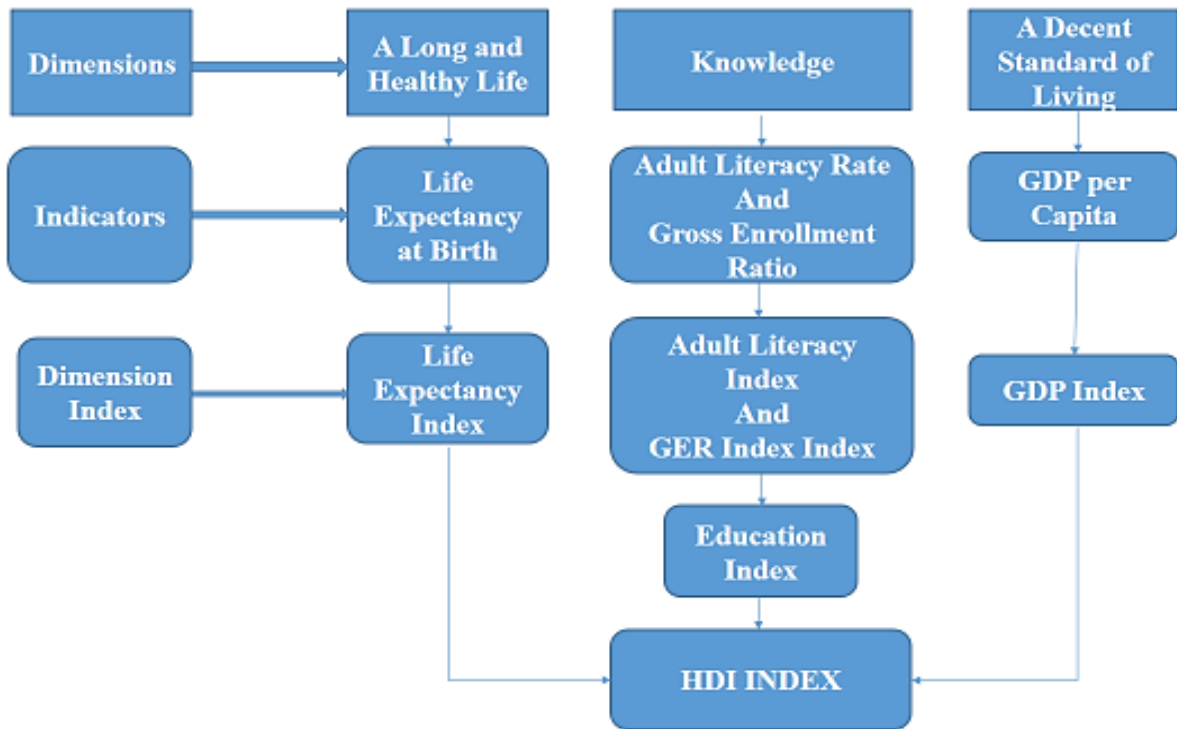 Dimensions
A Long and
Healthy Life
Knowledge
A Decent
Standard of
Living
Indicators
Life
Expectancy
at Birth
Adult Literacy Rate
And
Gross Enrollment
Ratio
GDP per
Capita
Dimension
Index
Life
Expectancy
Index
Adult Literacy
Index
And
GER Index Index
GDP Index
Education
Index
HDI INDEX